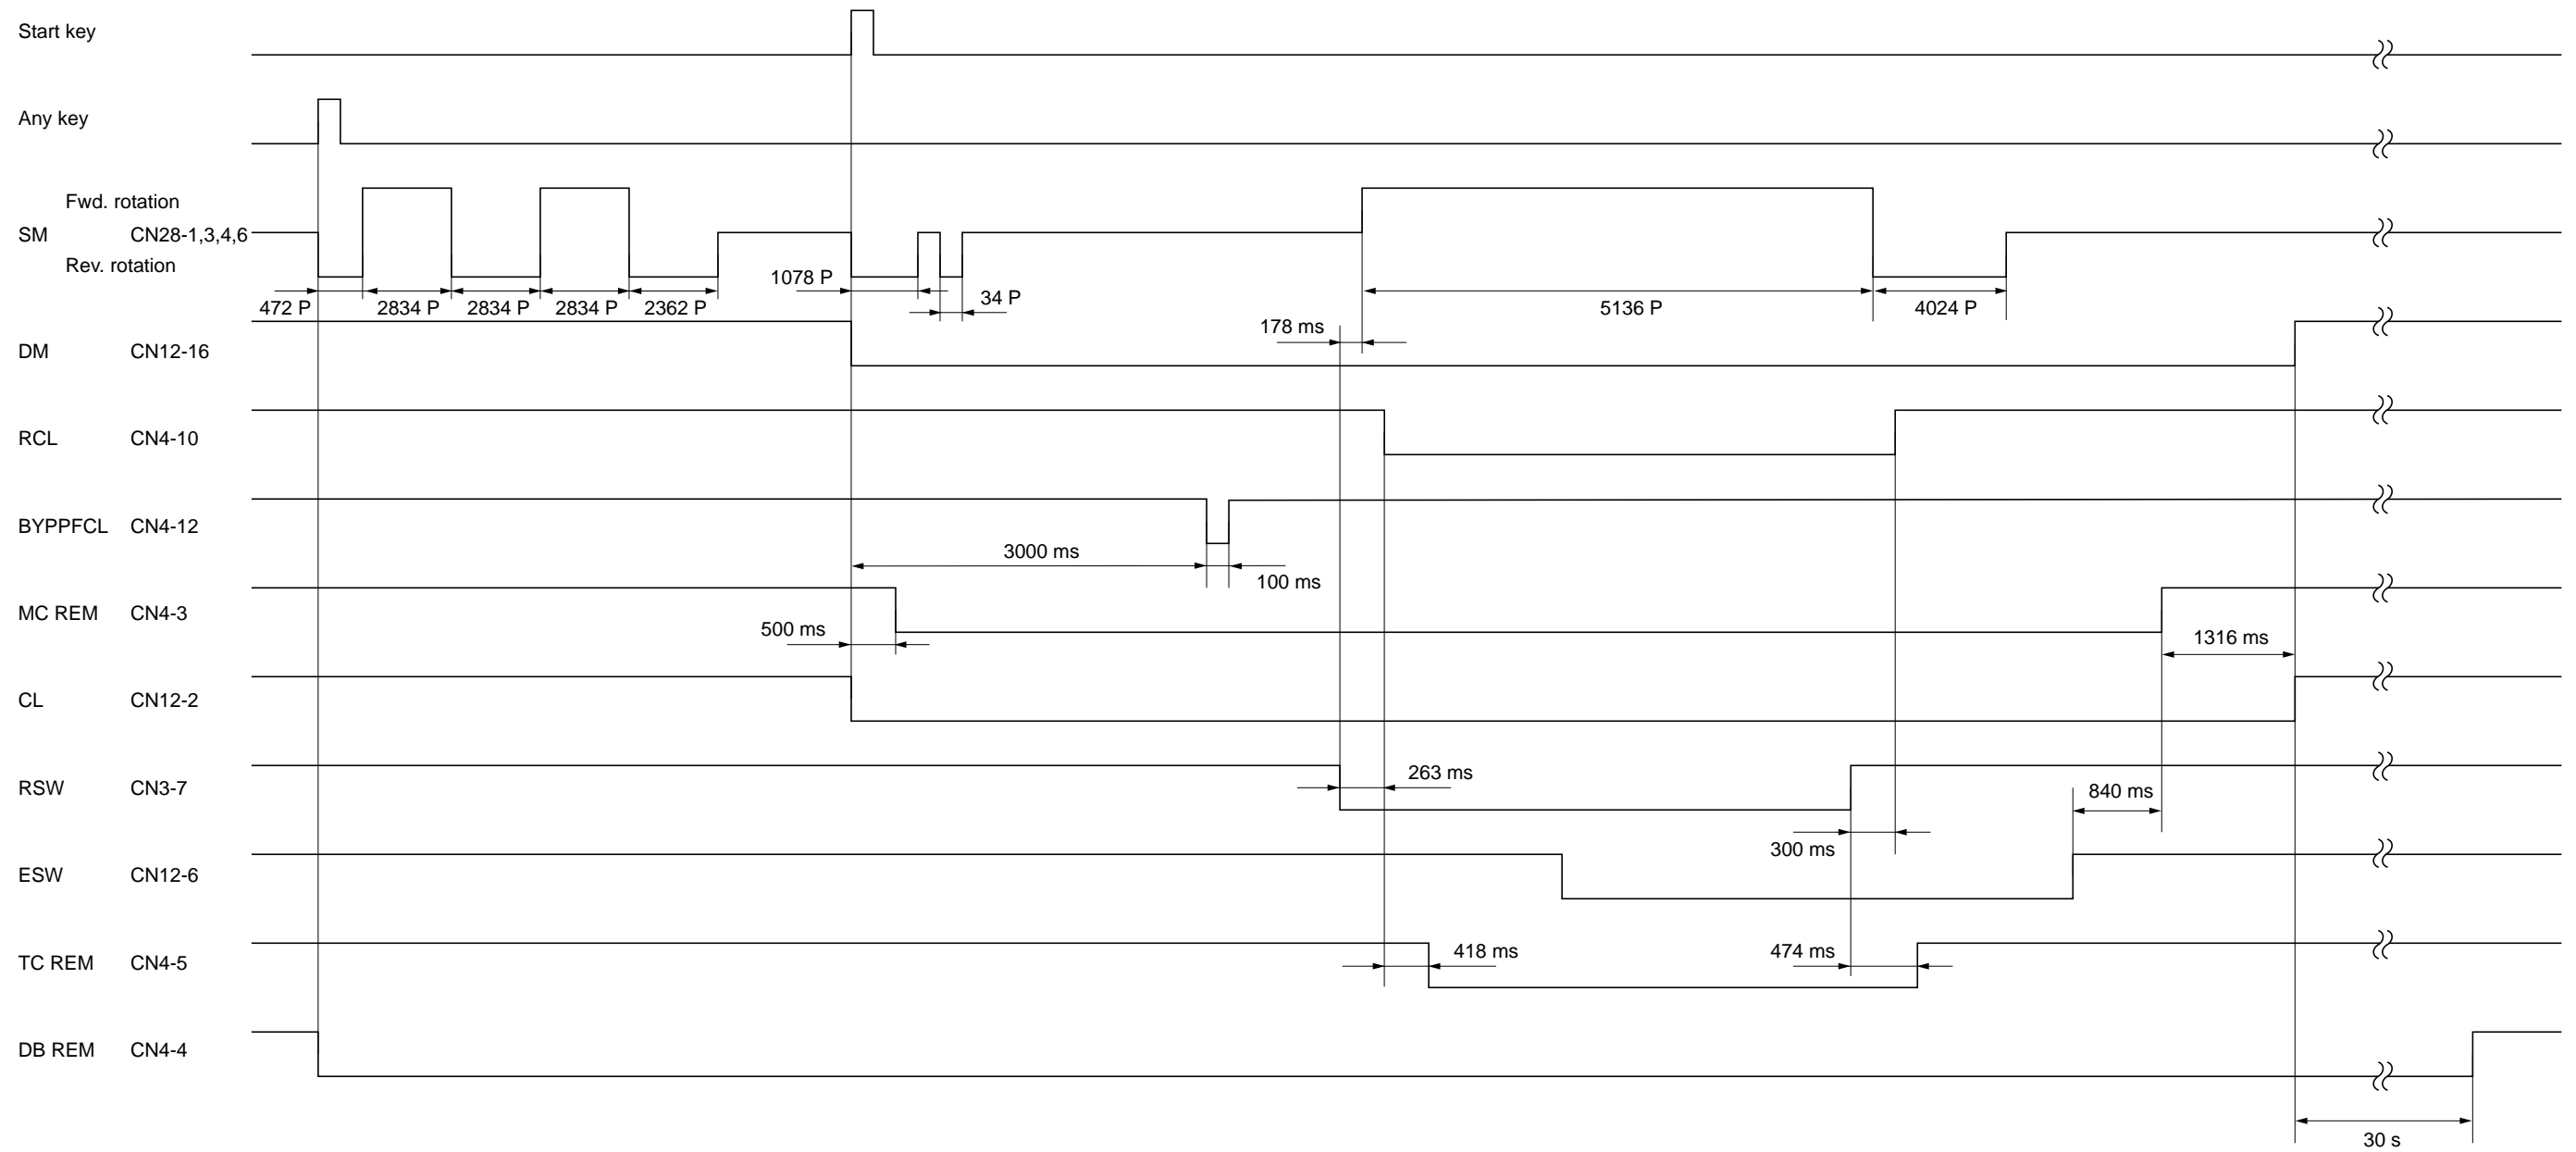 Start key
Any key
Fwd. rotation
SM CN28-1,3,4,6
Rev. rotation
1078 P
34 P
472 P 2834 P 2834 P 2834 P 2362 P 5136 P 4024 P
178 ms
DM CN12-16
RCL CN4-10
BYPPFCL CN4-12
3000 ms
100 ms
MC REM CN4-3
500 ms
1316 ms
CL CN12-2
263 ms
RSW CN3-7
840 ms
300 ms
ESW CN12-6
418 ms 474 ms
TC REM CN4-5
DB REM CN4-4
30 s